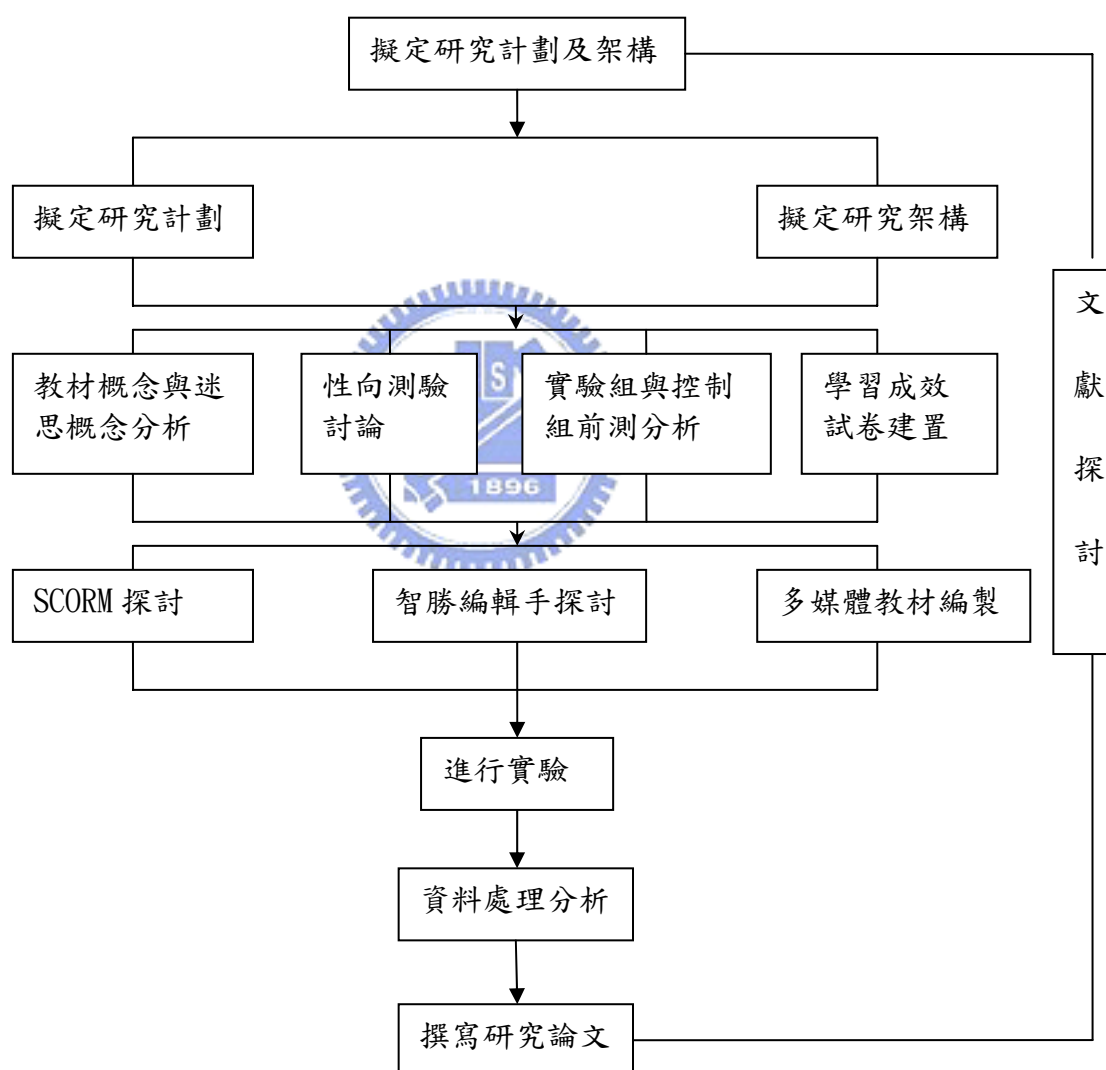 擬定研究計劃及架構
擬定研究計劃
擬定研究架構
教材概念與迷
思概念分析
性向測驗
討論
實驗組與控制
組前測分析
學習成效
試卷建置
S
1896
SCORM 探討
智勝編輯手探討
多媒體教材編製
進行實驗
資料處理分析
撰寫研究論文
文
獻
探
討